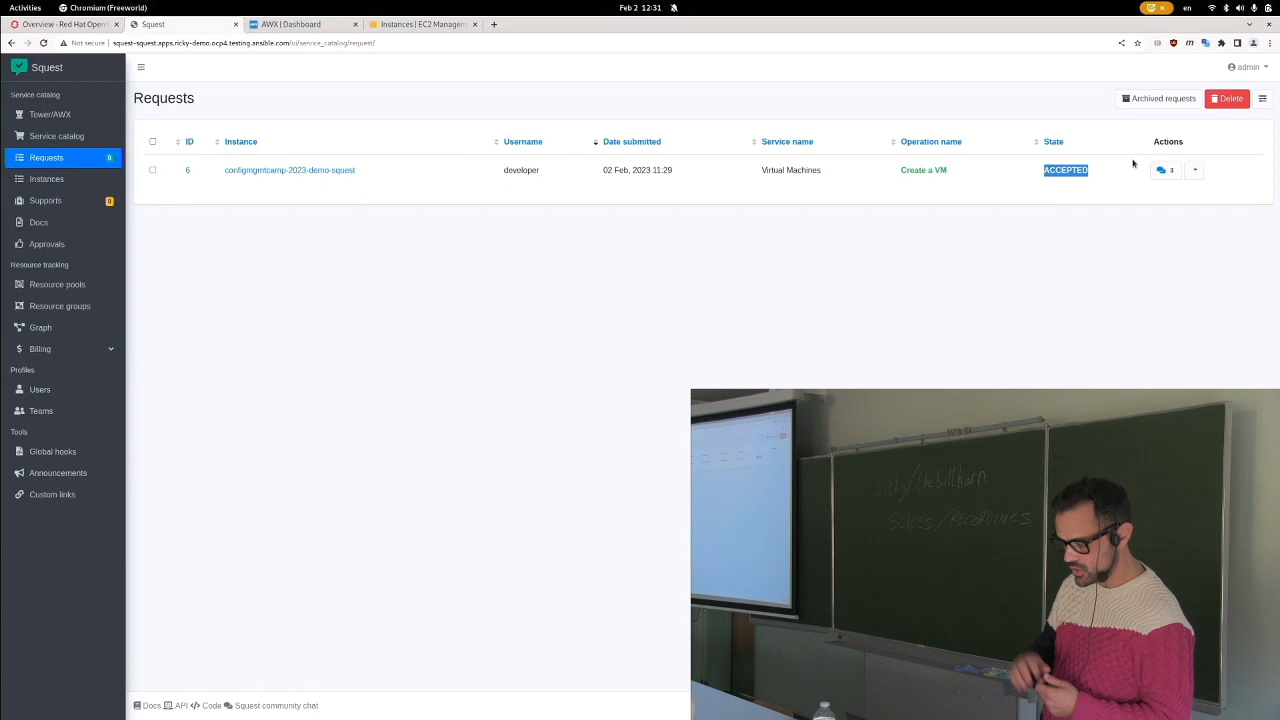 Activities
Chromium (Freeworld)
Feb 2 12:31
en
Overview - Red Hat OpenS
Squest
AWX | Dashboard
Instances | EC2 Managem
Not secure
squest-squest.apps.ricky-demo.ocp4.testing.ansible.com/ui/service_catalog/request/
Squest
admin
Service catalog
Tower/AWX
Service catalog
Requests 0
Instances
Supports 0
Docs
Approvals
Resource tracking
Resource pools
Resource groups
Graph
Billing
Profiles
Users
Teams
Tools
Global hooks
Announcements
Custom links
Requests
Archived requests
Delete
ID Instance Username Date submitted Service name Operation name State Actions
6 configmgmtcamp-2023-demo-squest developer 02 Feb, 2023 11:29 Virtual Machines Create a VM ACCEPTED 3
SLIDES/RECORDINGS
Docs API Code Squest community chat